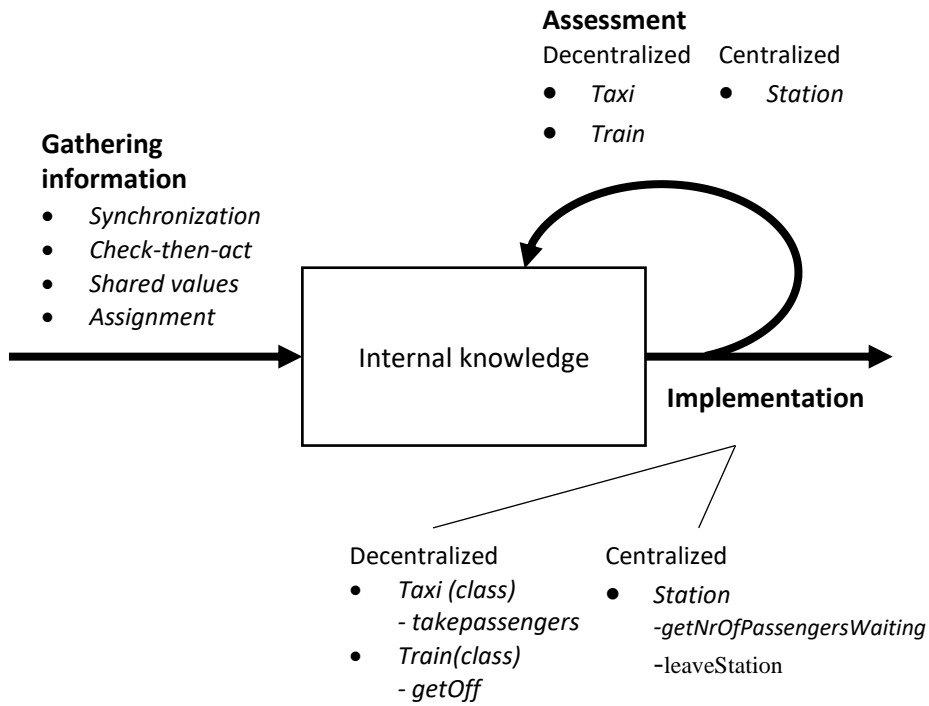 Assessment
Decentralized
• Taxi
• Train
Centralized
• Station
Gathering
information
• Synchronization
• Check-then-act
• Shared values
• Assignment
Internal knowledge
Implementation
Decentralized
• Taxi (class)
- takepassengers
• Train(class)
- getOff
Centralized
• Station
-getNrOfPassengersWaiting
-leaveStation